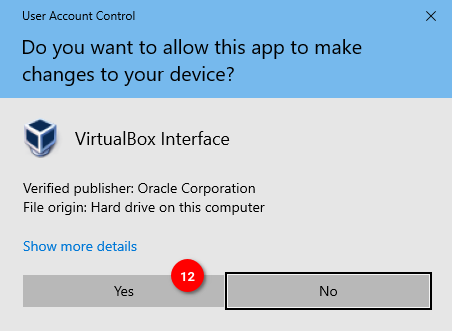 User Account Control
Do you want to allow this app to make
changes to your device?
VirtualBox Interface
Verified publisher: Oracle Corporation
File origin: Hard drive on this computer
Show more details
12
Yes
No